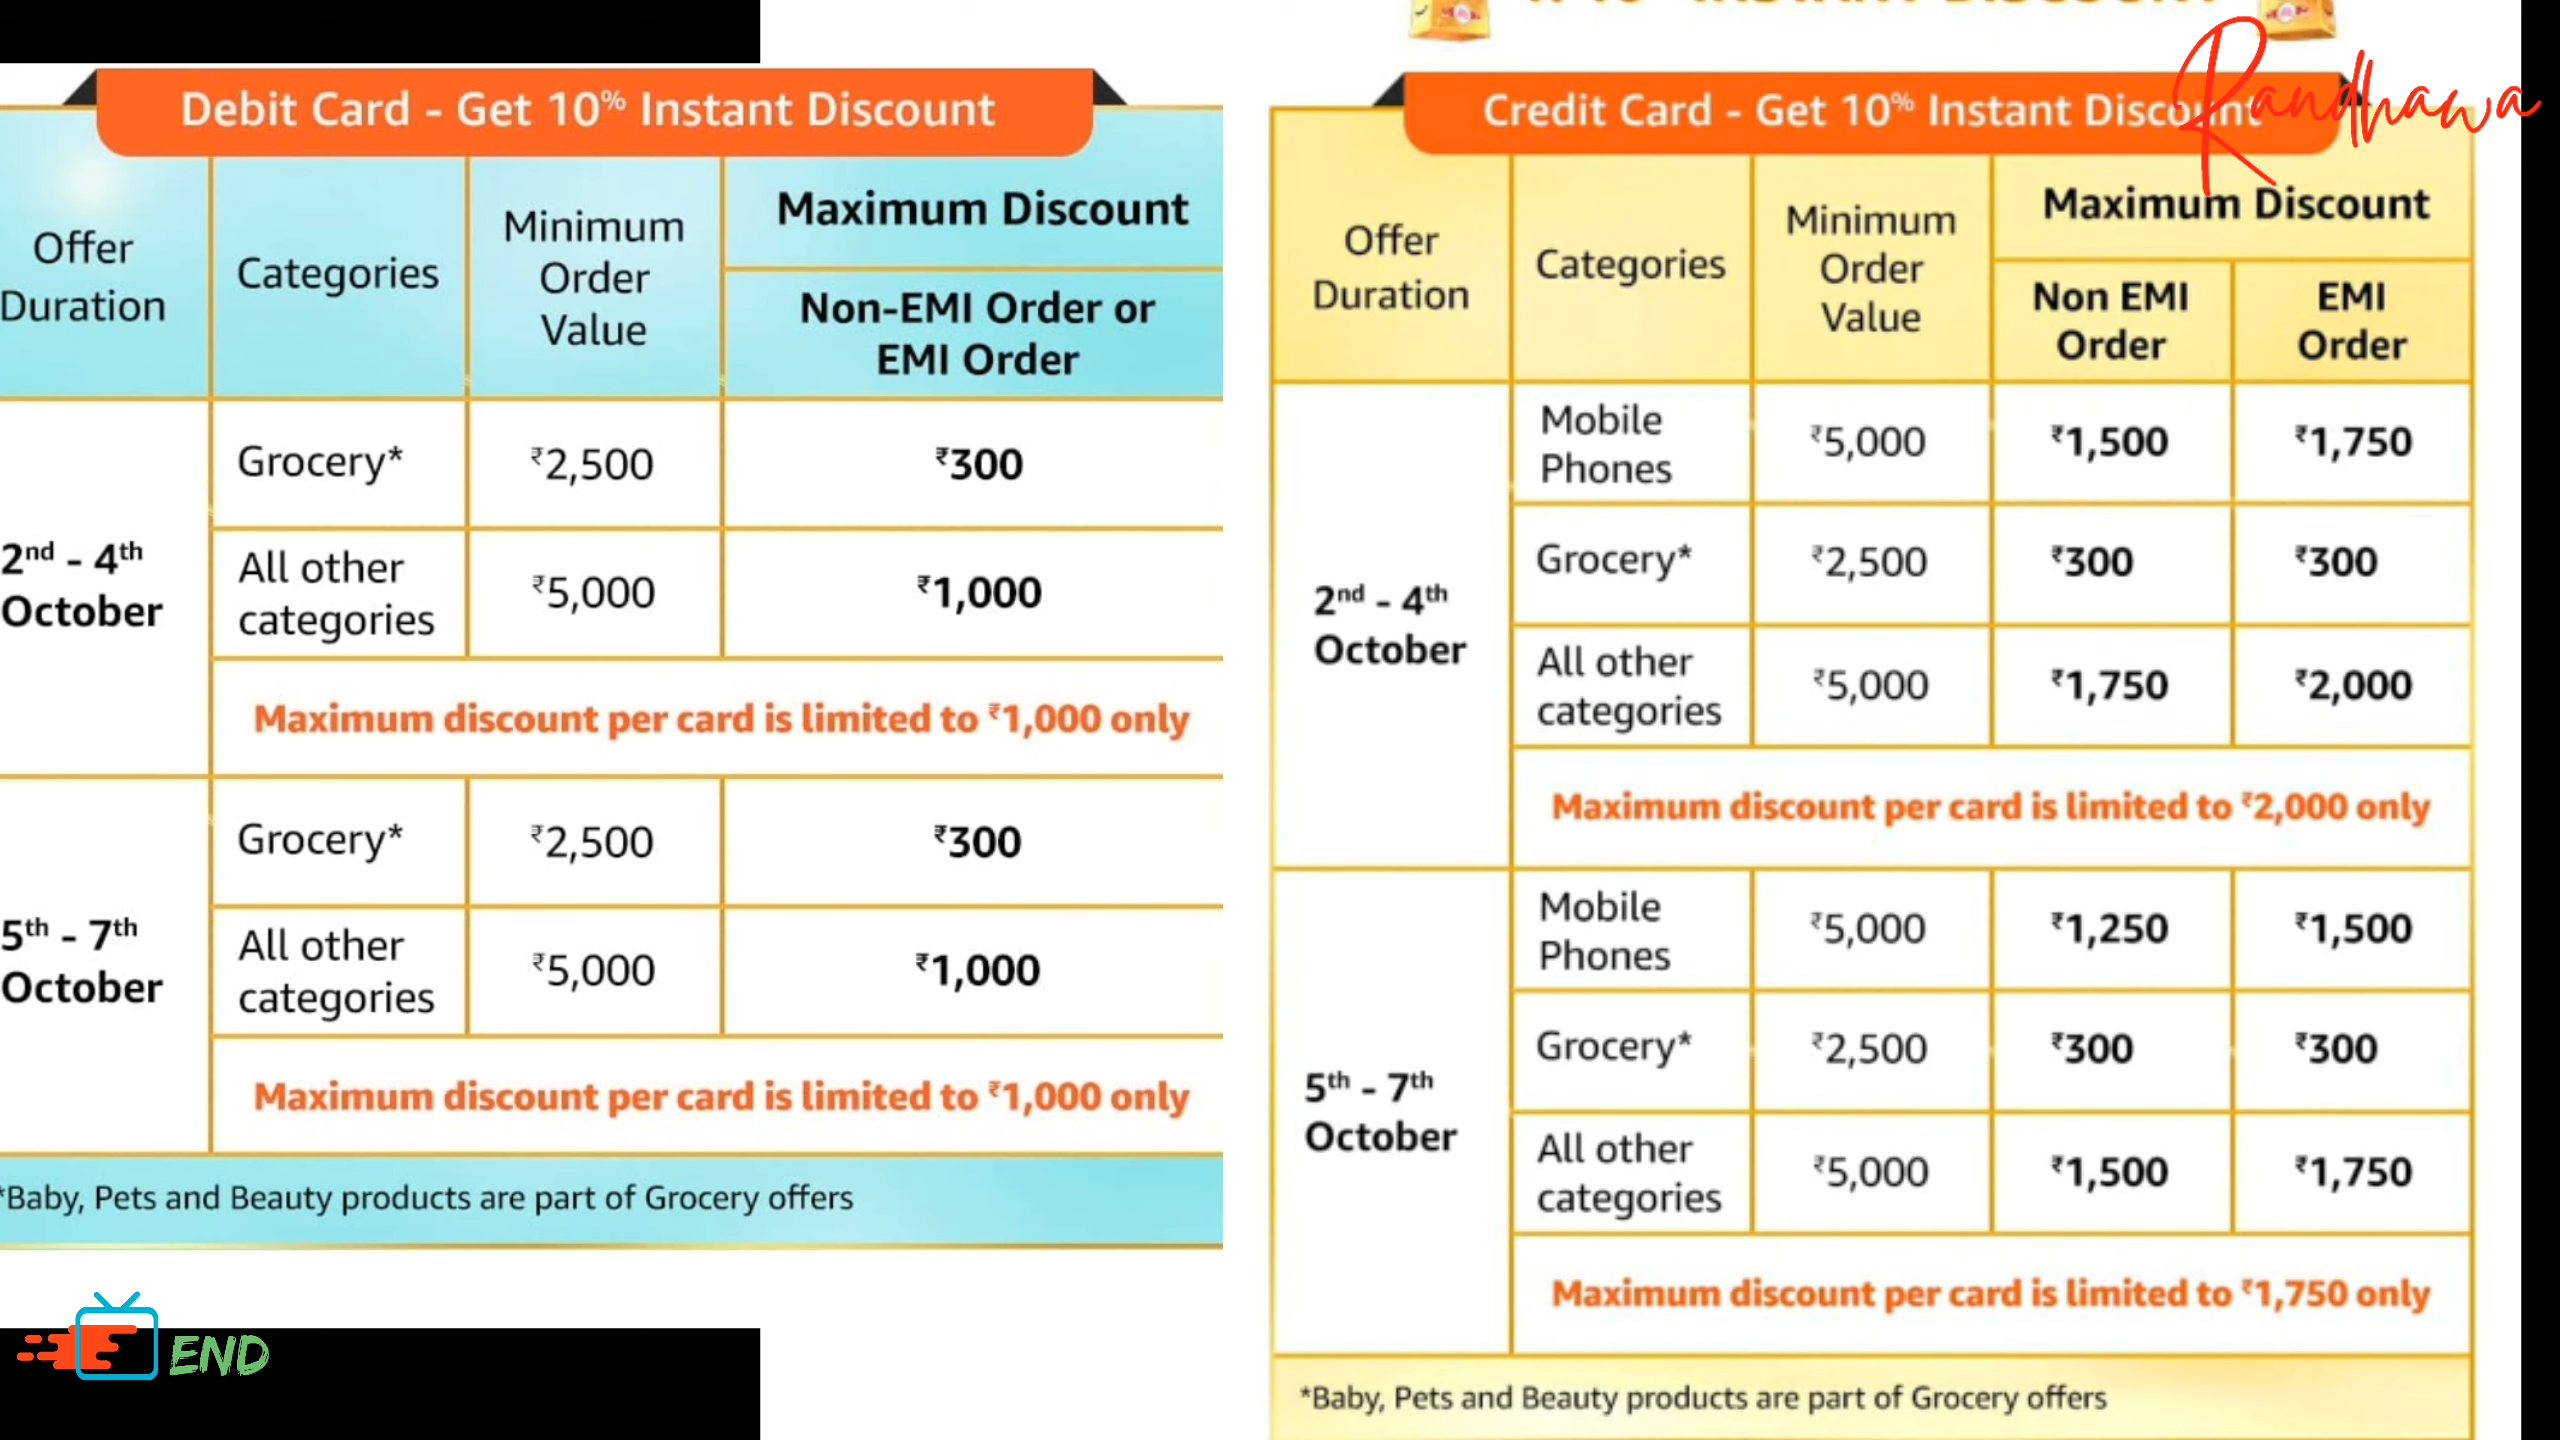 Debit Card - Get 10% Instant Discount
Offer
Duration
Categories
Minimum
Order
Value
Maximum Discount
Non-EMI Order or
EMI Order
2nd - 4th
October
Grocery*
₹2,500
₹300
All other
categories
₹5,000
₹1,000
Maximum discount per card is limited to ₹1,000 only
5th - 7th
October
Grocery*
₹2,500
₹300
All other
categories
₹5,000
₹1,000
Maximum discount per card is limited to ₹1,000 only
*Baby, Pets and Beauty products are part of Grocery offers
END
Randhawa
Credit Card - Get 10% Instant Discount
Offer
Duration
Categories
Minimum
Order
Value
Maximum Discount
Non EMI
Order
EMI
Order
2nd - 4th
October
Mobile
Phones
₹5,000
₹1,500
₹1,750
Grocery*
₹2,500
₹300
₹300
All other
categories
₹5,000
₹1,750
₹2,000
Maximum discount per card is limited to ₹2,000 only
5th - 7th
October
Mobile
Phones
₹5,000
₹1,250
₹1,500
Grocery*
₹2,500
₹300
₹300
All other
categories
₹5,000
₹1,500
₹1,750
Maximum discount per card is limited to ₹1,750 only
*Baby, Pets and Beauty products are part of Grocery offers